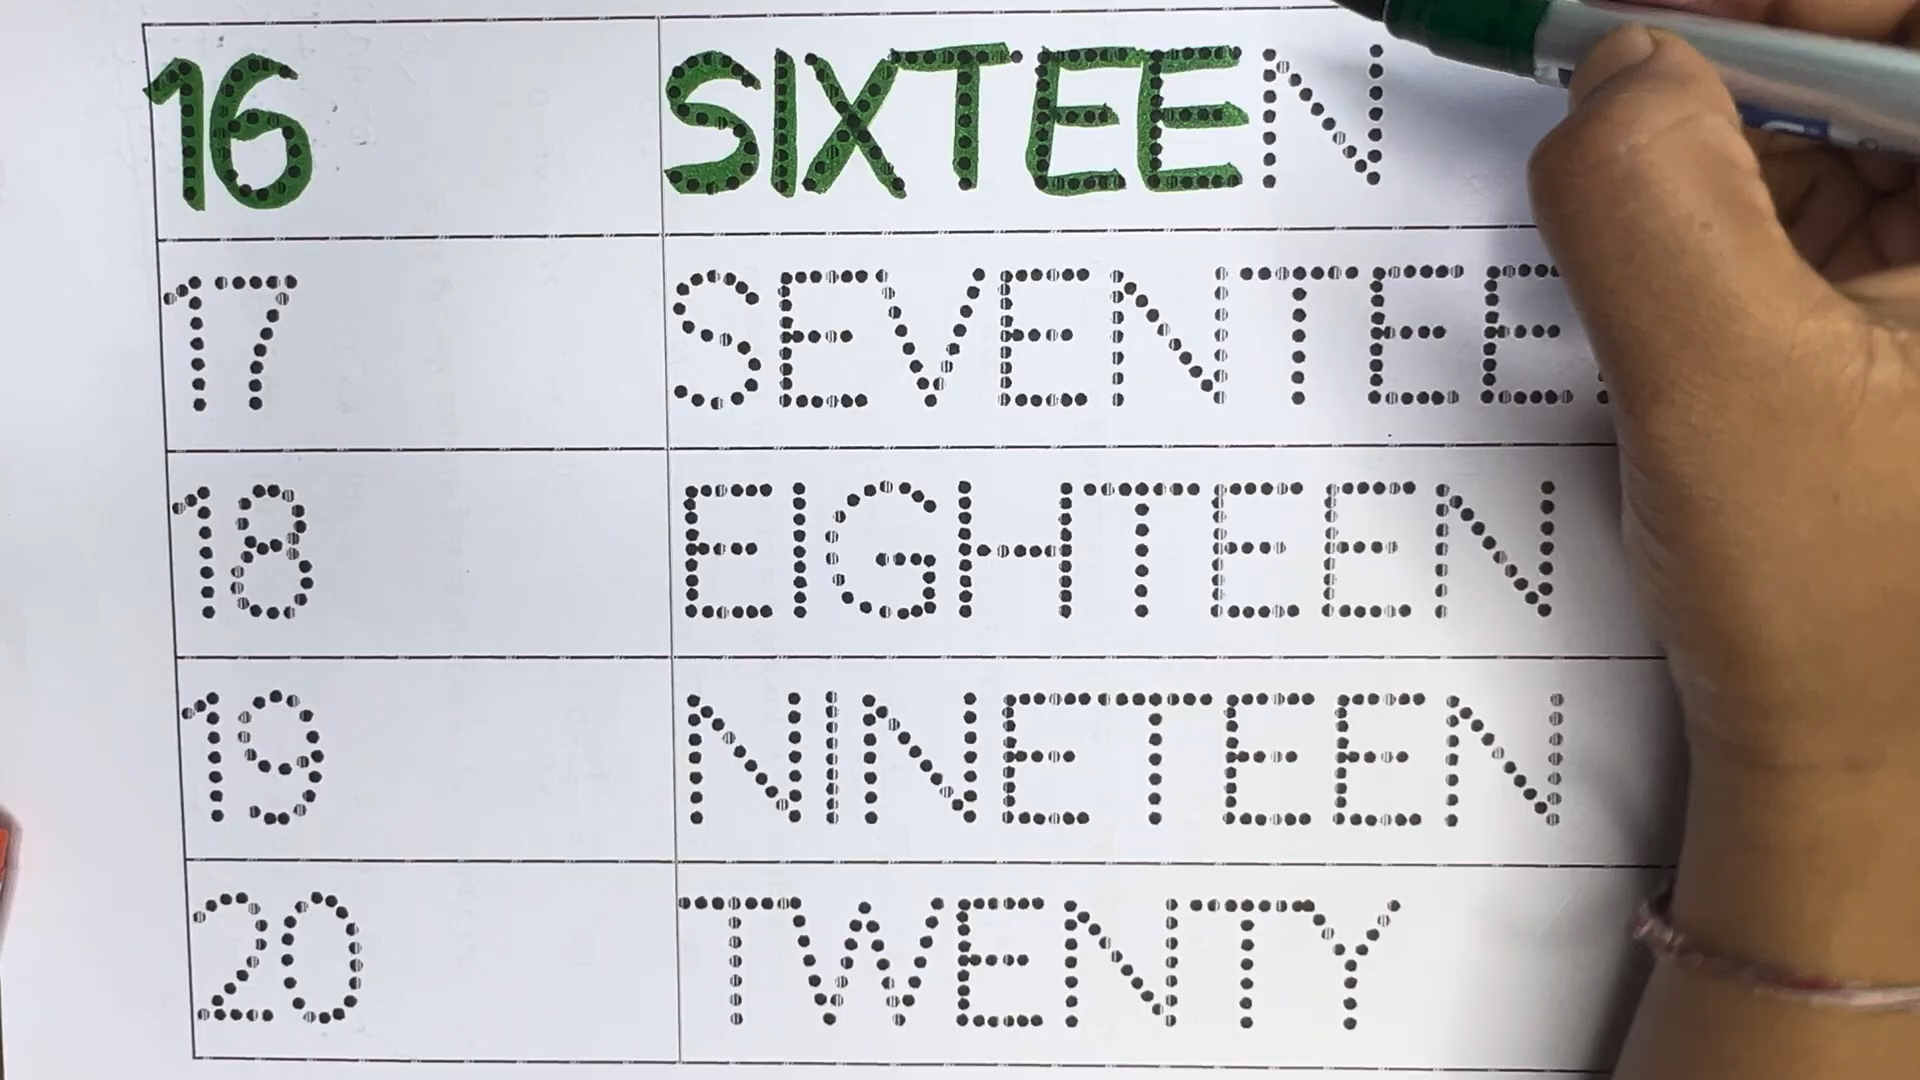 16 SIXTEEN
17 SEVENTEE
18 EIGHTEEN
19 NINETEEN
20 TWENTY